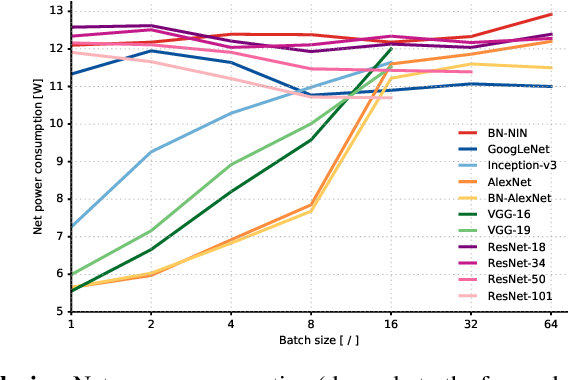 13
12
11
10
9
8
7
6
5
Net power consumption [W]
1 2 4 8 16 32 64
Batch size [ / ]
BN-NIN
GoogLeNet
Inception-v3
AlexNet
BN-AlexNet
VGG-16
VGG-19
ResNet-18
ResNet-34
ResNet-50
ResNet-101